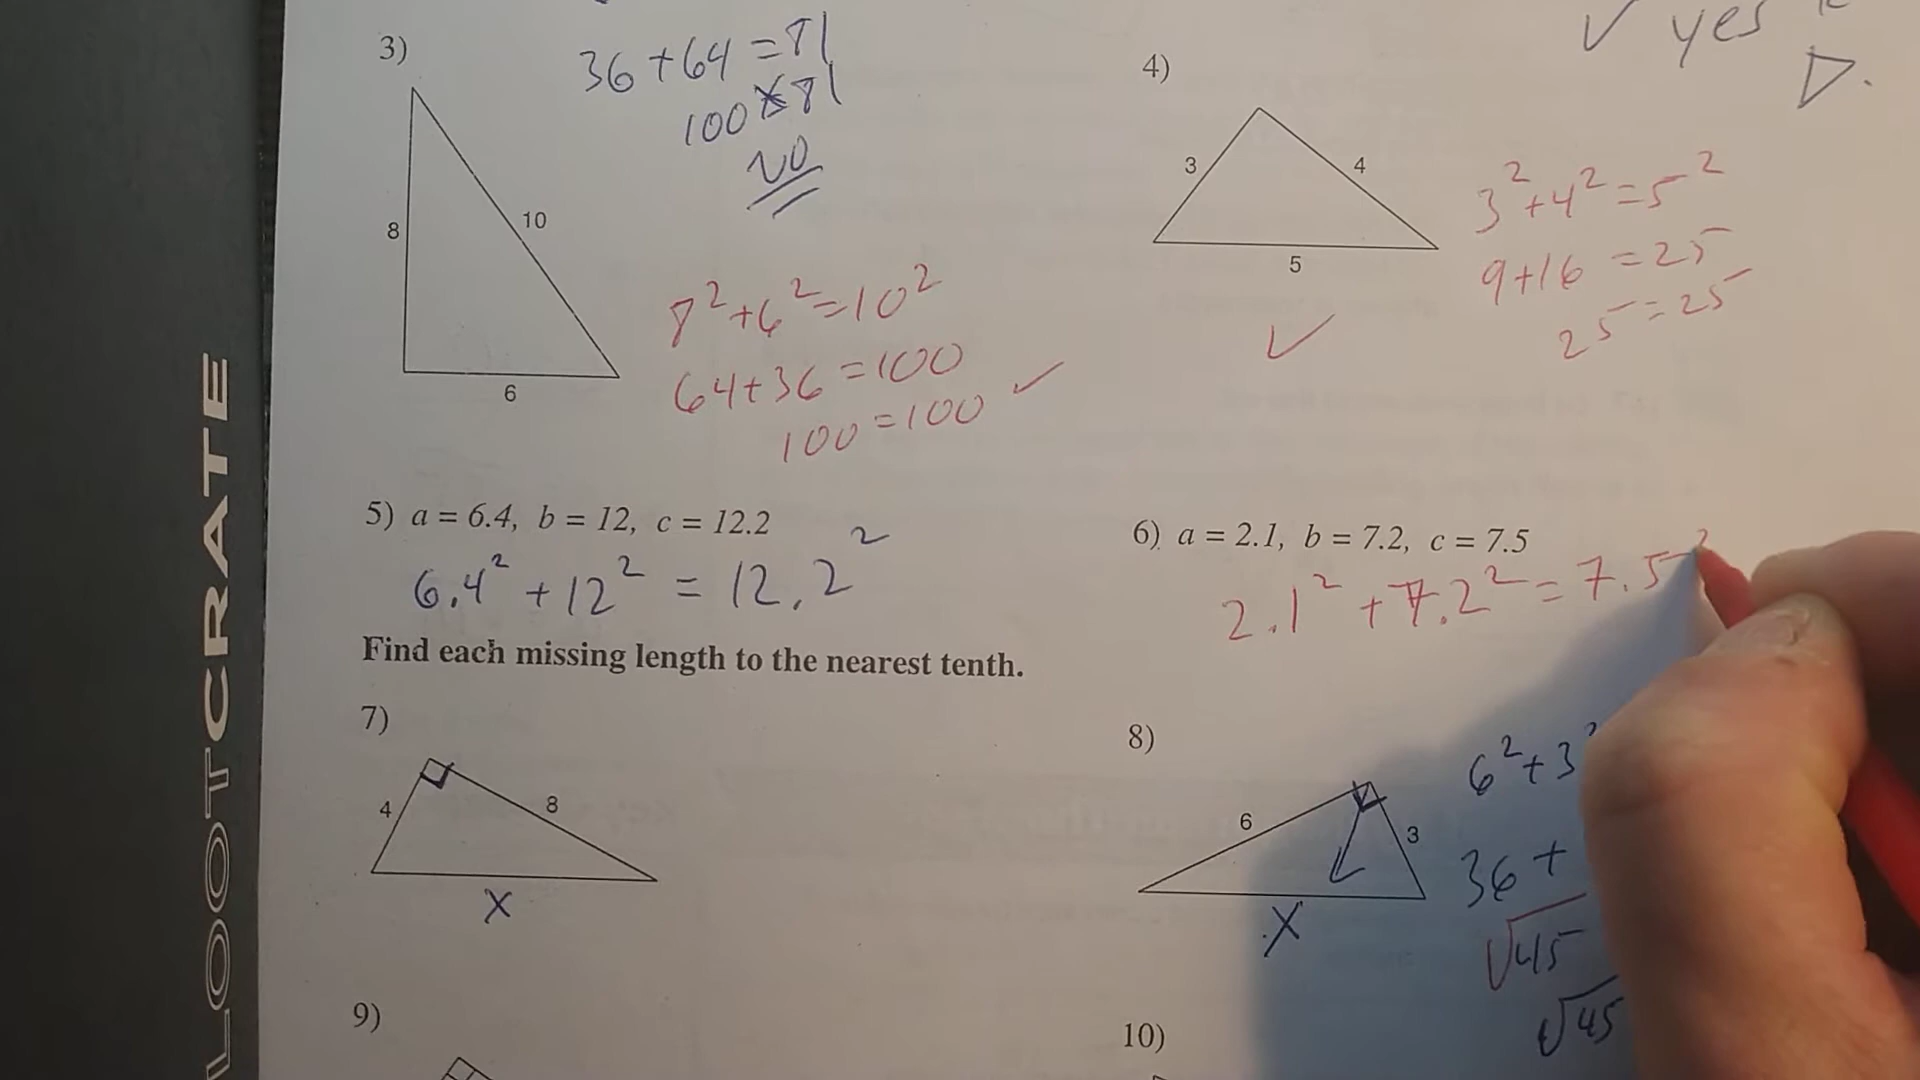 ✓ yes
3)
36 + 64 = 81
100 81
NO
8
10
6
8² + 6² = 10²
64 + 36 = 100
100 = 100 ✓
4)
3
4
5
3² + 4² = 5²
9 + 16 = 25
25 = 25
✓
5) a = 6.4, b = 12, c = 12.2
6.4² + 12² = 12.2²
6) a = 2.1, b = 7.2, c = 7.5
2.1² + 7.2² = 7.5²
Find each missing length to the nearest tenth.
7)
4
8
X
8)
6
3
X
6² + 3
36 +
√45
√45
9)
10)
LOOTCRATE